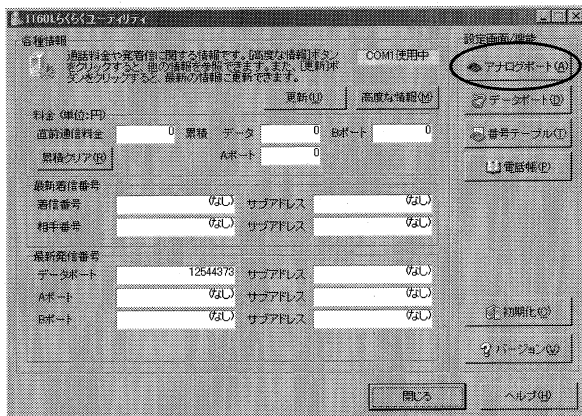 1160Lらくらくユーティリティ
各種情報
通話料金や発着信に関する情報です。[高度な情報]ボタン
をクリックすると、他の情報を参照できます。また、[更新]ボ
タンをクリックすると、最新の情報に更新できます。
COM1使用中
更新(U)
高度な情報(M)
料金 (単位:円)
直前通信料金 0 累積 データ 0 Bポート 0
累積クリア(R) Aポート 0
最新着信番号
着信番号 (なし) サブアドレス (なし)
相手番号 (なし) サブアドレス (なし)
最新発信番号
データポート 12544373 サブアドレス (なし)
Aポート (なし) サブアドレス (なし)
Bポート (なし) サブアドレス (なし)
設定画面/機能
アナログポート(A)
データポート(D)
番号テーブル(T)
電話帳(P)
初期化(C)
バージョン(W)
閉じる
ヘルプ(H)